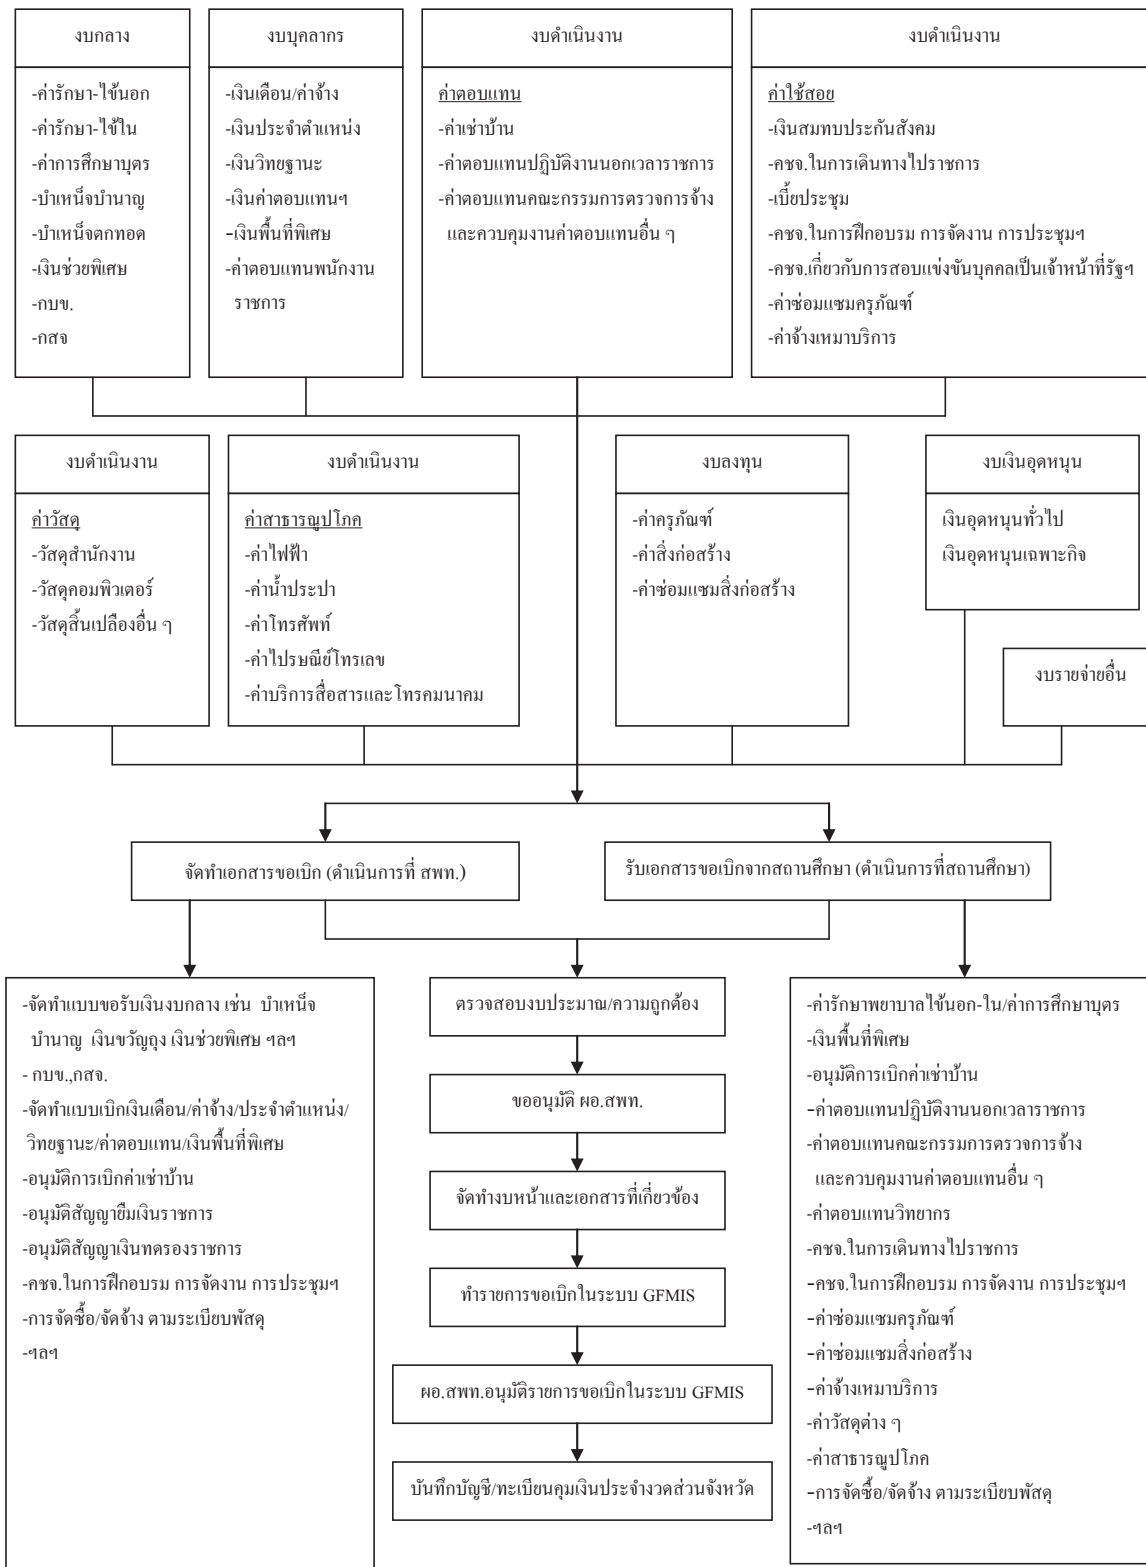 งบกลาง
-ค่ารักษา-ไข้นอก
-ค่ารักษา-ไข้ใน
-ค่าการศึกษาบุตร
-บำเหน็จบำนาญ
-บำเหน็จตกทอด
-เงินช่วยพิเศษ
-กบข.
-กสจ
งบบุคลากร
-เงินเดือน/ค่าจ้าง
-เงินประจำตำแหน่ง
-เงินวิทยฐานะ
-เงินค่าตอบแทนฯ
-เงินพื้นที่พิเศษ
-ค่าตอบแทนพนักงาน
ราชการ
งบดำเนินงาน
ค่าตอบแทน
-ค่าเช่าบ้าน
-ค่าตอบแทนปฏิบัติงานนอกเวลาราชการ
-ค่าตอบแทนคณะกรรมการตรวจการจ้าง
และควบคุมงานค่าตอบแทนอื่น ๆ
งบดำเนินงาน
ค่าใช้สอย
-เงินสมทบประกันสังคม
-คชจ.ในการเดินทางไปราชการ
-เบี้ยประชุม
-คชจ.ในการฝึกอบรม การจัดงาน การประชุมฯ
-คชจ.เกี่ยวกับการสอบแข่งขันบุคคลเป็นเจ้าหน้าที่รัฐฯ
-ค่าซ่อมแซมครุภัณฑ์
-ค่าจ้างเหมาบริการ
งบดำเนินงาน
ค่าวัสดุ
-วัสดุสำนักงาน
-วัสดุคอมพิวเตอร์
-วัสดุสิ้นเปลืองอื่น ๆ
งบดำเนินงาน
ค่าสาธารณูปโภค
-ค่าไฟฟ้า
-ค่าน้ำประปา
-ค่าโทรศัพท์
-ค่าไปรษณีย์โทรเลข
-ค่าบริการสื่อสารและโทรคมนาคม
งบลงทุน
-ค่าครุภัณฑ์
-ค่าสิ่งก่อสร้าง
-ค่าซ่อมแซมสิ่งก่อสร้าง
งบเงินอุดหนุน
เงินอุดหนุนทั่วไป
เงินอุดหนุนเฉพาะกิจ
งบรายจ่ายอื่น
จัดทำเอกสารขอเบิก (ดำเนินการที่ สพท.)
รับเอกสารขอเบิกจากสถานศึกษา (ดำเนินการที่สถานศึกษา)
-จัดทำแบบขอรับเงินงบกลาง เช่น บำเหน็จ
บำนาญ เงินขวัญถุง เงินช่วยพิเศษ ฯลฯ
- กบข.,กสจ.
-จัดทำแบบเบิกเงินเดือน/ค่าจ้าง/ประจำตำแหน่ง/
วิทยฐานะ/ค่าตอบแทน/เงินพื้นที่พิเศษ
-อนุมัติการเบิกค่าเช่าบ้าน
-อนุมัติสัญญายืมเงินราชการ
-อนุมัติสัญญาเงินทดรองราชการ
-คชจ.ในการฝึกอบรม การจัดงาน การประชุมฯ
-การจัดซื้อ/จัดจ้าง ตามระเบียบพัสดุ
-ฯลฯ
ตรวจสอบงบประมาณ/ความถูกต้อง
ขออนุมัติ ผอ.สพท.
จัดทำงบหน้าและเอกสารที่เกี่ยวข้อง
ทำรายการขอเบิกในระบบ GFMIS
ผอ.สพท.อนุมัติรายการขอเบิกในระบบ GFMIS
บันทึกบัญชี/ทะเบียนคุมเงินประจำงวดส่วนจังหวัด
-ค่ารักษาพยาบาลไข้นอก-ใน/ค่าการศึกษาบุตร
-เงินพื้นที่พิเศษ
-อนุมัติการเบิกค่าเช่าบ้าน
-ค่าตอบแทนปฏิบัติงานนอกเวลาราชการ
-ค่าตอบแทนคณะกรรมการตรวจการจ้าง
และควบคุมงานค่าตอบแทนอื่น ๆ
-ค่าตอบแทนวิทยากร
-คชจ.ในการเดินทางไปราชการ
-คชจ.ในการฝึกอบรม การจัดงาน การประชุมฯ
-ค่าซ่อมแซมครุภัณฑ์
-ค่าซ่อมแซมสิ่งก่อสร้าง
-ค่าจ้างเหมาบริการ
-ค่าวัสดุต่าง ๆ
-ค่าสาธารณูปโภค
-การจัดซื้อ/จัดจ้าง ตามระเบียบพัสดุ
-ฯลฯ